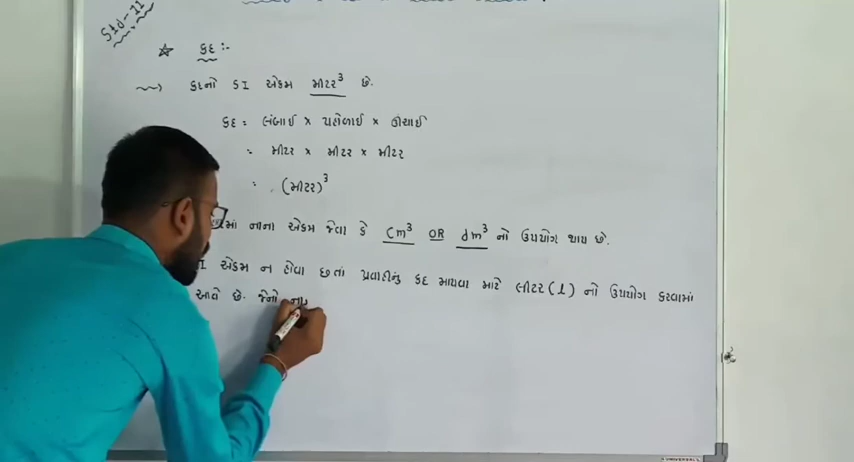 Std-11
☆ કદ :-
કદનો SI એકમ મીટર³ છે.
કદ = લંબાઈ × પહોળાઈ × ઊંચાઈ
= મીટર × મીટર × મીટર
= (મીટર)³
માં નાના એકમ જેવા કે cm³ OR dm³ નો ઉપયોગ થાય છે.
I એકમ ન હોવા છતાં પ્રવાહીનું કદ માપવા માટે લીટર (l) નો ઉપયોગ કરવામાં
આવે છે. જેનો
UNIVERSAL